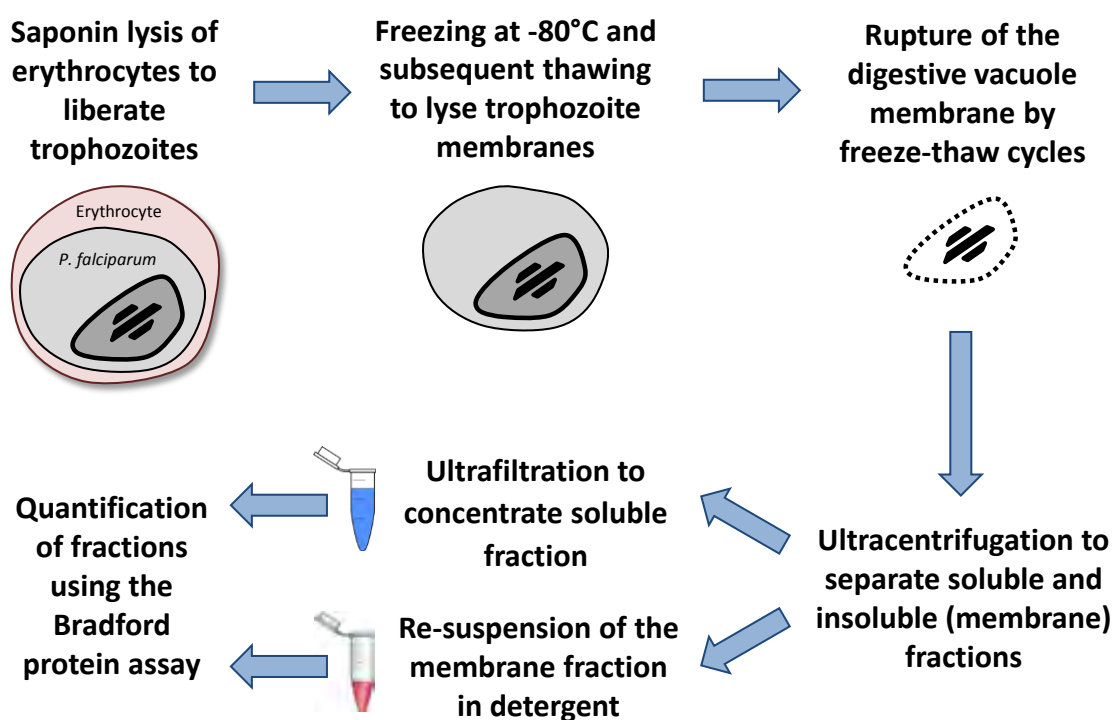 Saponin lysis of
erythrocytes to
liberate
trophozoites
Freezing at -80°C and
subsequent thawing
to lyse trophozoite
membranes
Rupture of the
digestive vacuole
membrane by
freeze-thaw cycles
Erythrocyte
P. falciparum
Ultracentrifugation to
separate soluble and
insoluble (membrane)
fractions
Ultrafiltration to
concentrate soluble
fraction
Re-suspension of the
membrane fraction
in detergent
Quantification
of fractions
using the
Bradford
protein assay